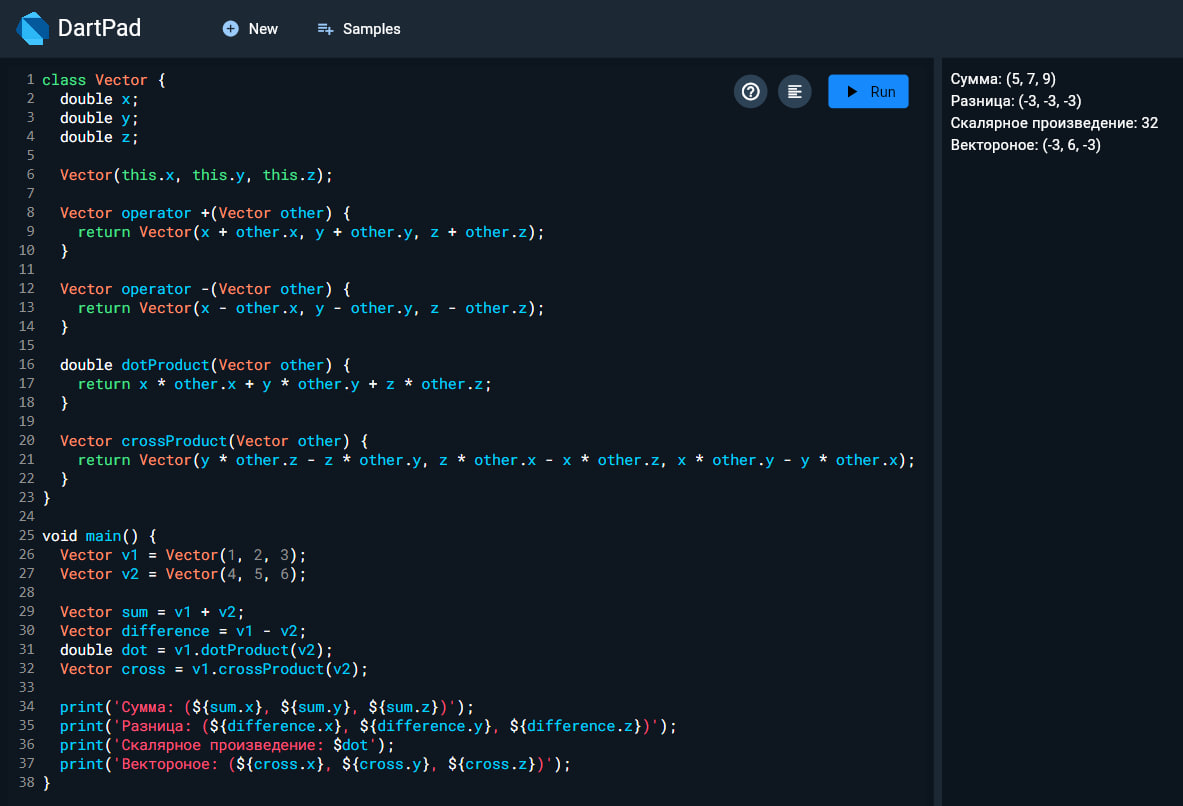 DartPad
New
Samples
Run
1 class Vector {
2   double x;
3   double y;
4   double z;
5
6   Vector(this.x, this.y, this.z);
7
8   Vector operator +(Vector other) {
9     return Vector(x + other.x, y + other.y, z + other.z);
10   }
11
12   Vector operator -(Vector other) {
13     return Vector(x - other.x, y - other.y, z - other.z);
14   }
15
16   double dotProduct(Vector other) {
17     return x * other.x + y * other.y + z * other.z;
18   }
19
20   Vector crossProduct(Vector other) {
21     return Vector(y * other.z - z * other.y, z * other.x - x * other.z, x * other.y - y * other.x);
22   }
23 }
24
25 void main() {
26   Vector v1 = Vector(1, 2, 3);
27   Vector v2 = Vector(4, 5, 6);
28
29   Vector sum = v1 + v2;
30   Vector difference = v1 - v2;
31   double dot = v1.dotProduct(v2);
32   Vector cross = v1.crossProduct(v2);
33
34   print('Сумма: (${sum.x}, ${sum.y}, ${sum.z})');
35   print('Разница: (${difference.x}, ${difference.y}, ${difference.z})');
36   print('Скалярное произведение: $dot');
37   print('Вектороное: (${cross.x}, ${cross.y}, ${cross.z})');
38 }
Сумма: (5, 7, 9)
Разница: (-3, -3, -3)
Скалярное произведение: 32
Вектороное: (-3, 6, -3)